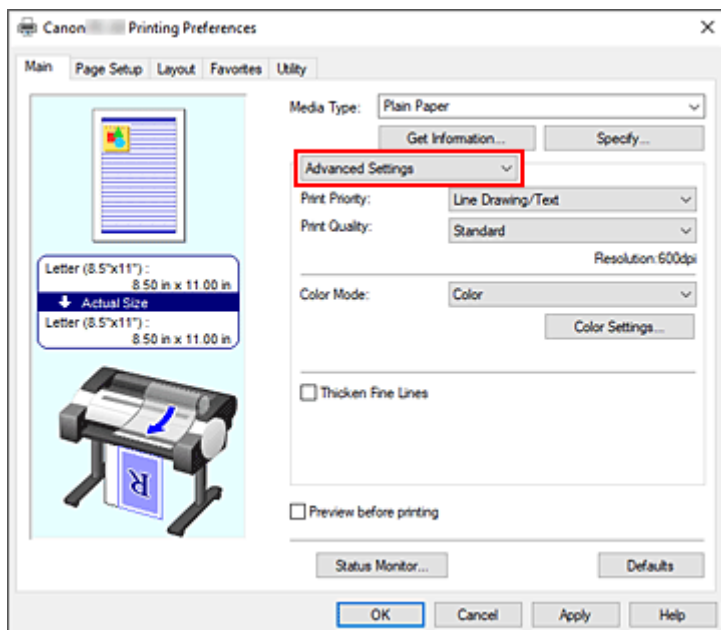 Canon Printing Preferences
Main Page Setup Layout Favorites Utility
Media Type: Plain Paper
Get Information... Specify...
Advanced Settings
Print Priority: Line Drawing/Text
Print Quality: Standard
Resolution:600dpi
Letter (8.5"x11") :
8.50 in x 11.00 in
Actual Size
Letter (8.5"x11") :
8.50 in x 11.00 in
Color Mode: Color
Color Settings...
Thicken Fine Lines
R
Preview before printing
Status Monitor... Defaults
OK Cancel Apply Help